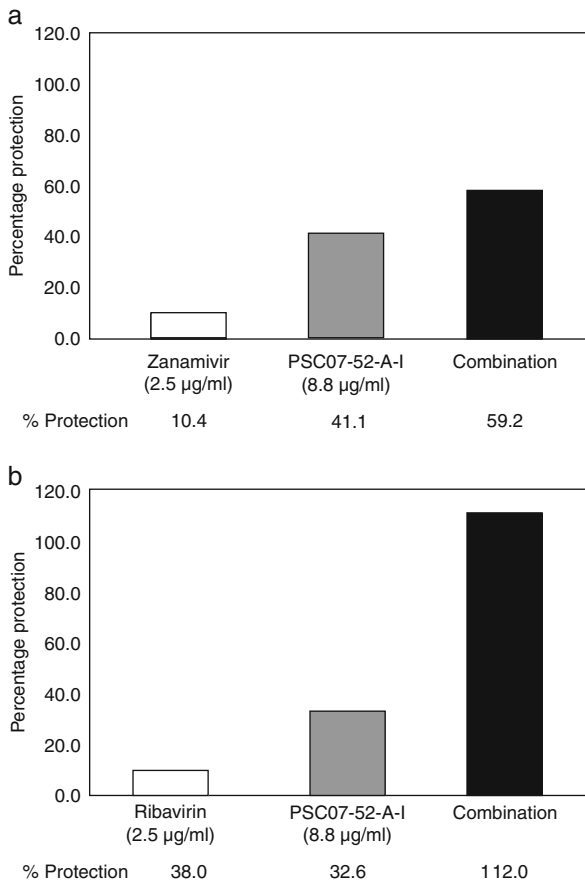 a
120.0
100.0
80.0
60.0
40.0
20.0
0.0
Percentage protection
Zanamivir
(2.5 µg/ml)
PSC07-52-A-I
(8.8 µg/ml)
Combination
% Protection 10.4 41.1 59.2
b
120.0
100.0
80.0
60.0
40.0
20.0
0.0
Percentage protection
Ribavirin
(2.5 µg/ml)
PSC07-52-A-I
(8.8 µg/ml)
Combination
% Protection 38.0 32.6 112.0